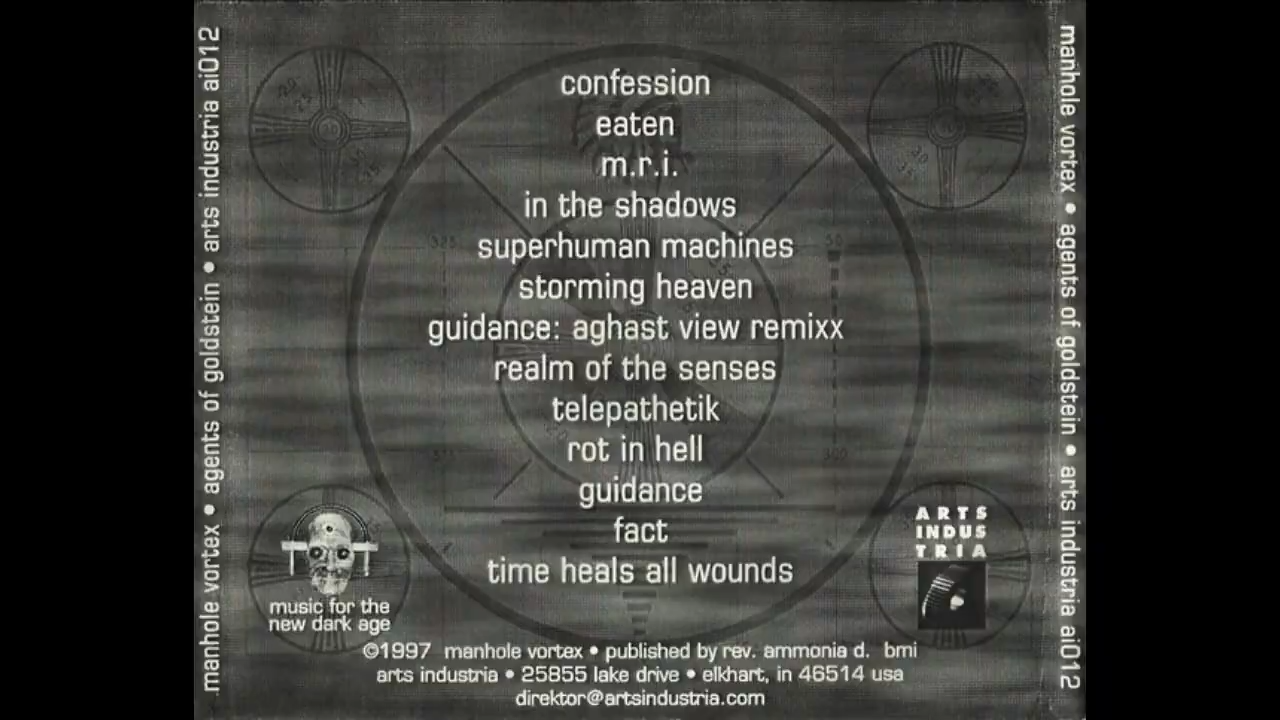 manhole vortex • agents of goldstein • arts industria ai012
confession
eaten
m.r.i.
in the shadows
superhuman machines
storming heaven
guidance: aghast view remixx
realm of the senses
telepathetik
rot in hell
guidance
fact
time heals all wounds
music for the
new dark age
ARTS
INDUS
TRIA
©1997 manhole vortex • published by rev. ammonia d. bmi
arts industria • 25855 lake drive • elkhart, in 46514 usa
direktor@artsindustria.com
manhole vortex • agents of goldstein • arts industria ai012